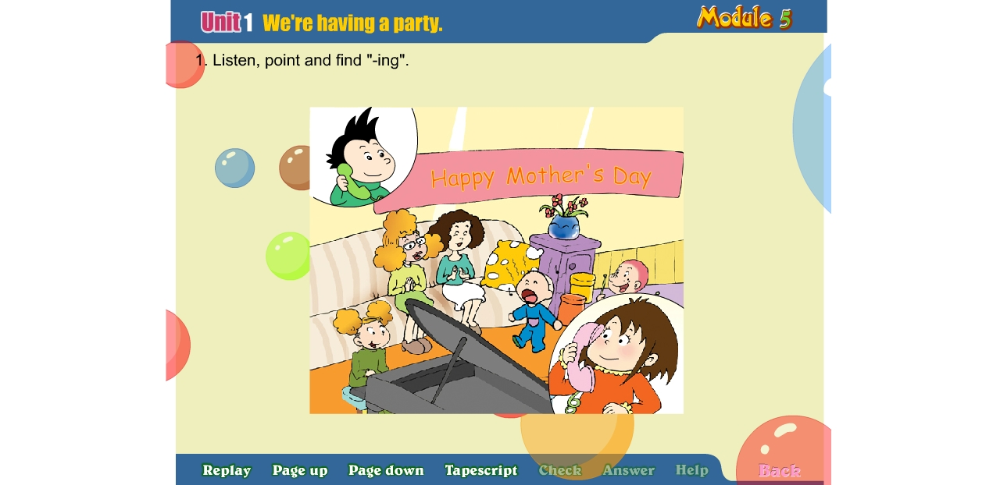 Unit 1 We're having a party.
Module 5
1. Listen, point and find "-ing".
Happy Mother's Day
Replay Page up Page down Tapescript Check Answer Help Back